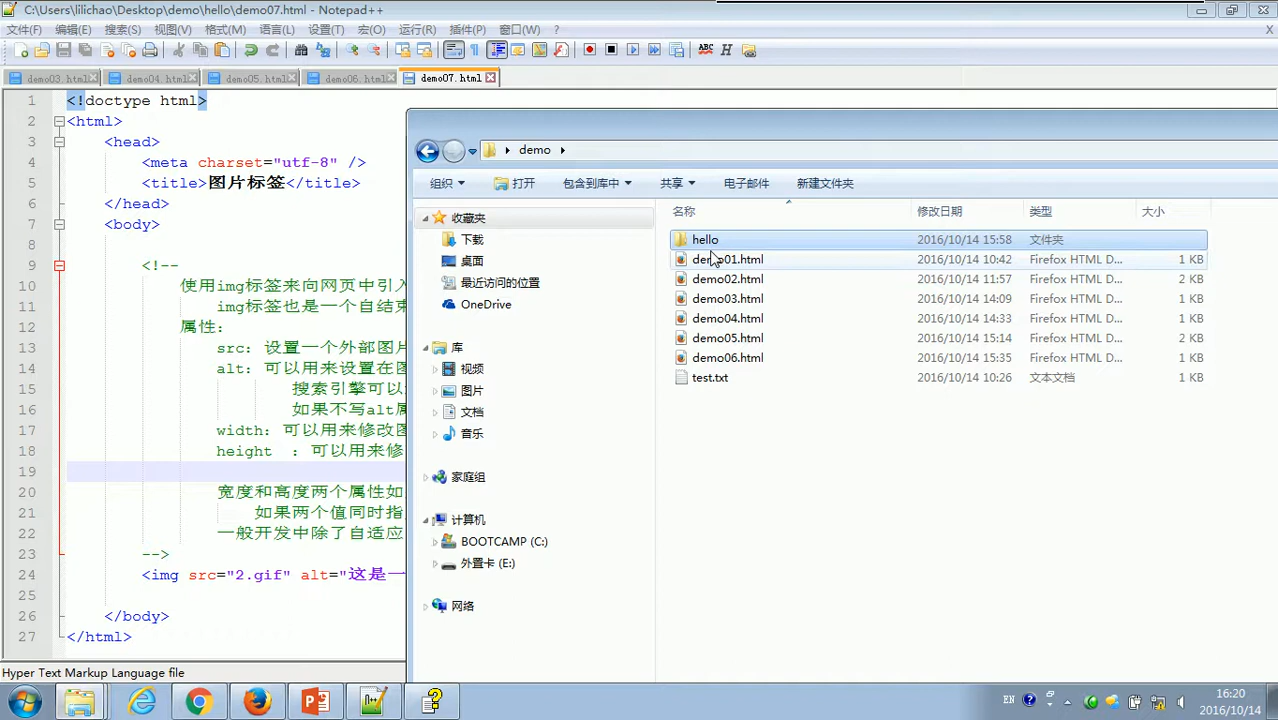 C:\Users\lilichao\Desktop\demo\hello\demo07.html - Notepad++
文件(F) 编辑(E) 搜索(S) 视图(V) 格式(M) 语言(L) 设置(T) 宏(O) 运行(R) 插件(P) 窗口(W) ? X
demo03.html demo04.html demo05.html demo06.html demo07.html
1 <!doctype html>
2 <html>
3 <head>
4 <meta charset="utf-8" />
5 <title>图片标签</title>
6 </head>
7 <body>
8
9 <!--
10 使用img标签来向网页中引入
11 img标签也是一个自结束
12 属性:
13 src: 设置一个外部图片
14 alt: 可以用来设置在图
15 搜索引擎可以
16 如果不写alt属
17 width: 可以用来修改图
18 height : 可以用来修
19
20 宽度和高度两个属性如
21 如果两个值同时指
22 一般开发中除了自适应
23 -->
24 <img src="2.gif" alt="这是一
25
26 </body>
27 </html>
Hyper Text Markup Language file
demo
组织 打开 包含到库中 共享 电子邮件 新建文件夹
收藏夹
下载
桌面
最近访问的位置
OneDrive
库
视频
图片
文档
音乐
家庭组
计算机
BOOTCAMP (C:)
外置卡 (E:)
网络
名称 修改日期 类型 大小
hello 2016/10/14 15:58 文件夹
demo01.html 2016/10/14 10:42 Firefox HTML D... 1 KB
demo02.html 2016/10/14 11:57 Firefox HTML D... 2 KB
demo03.html 2016/10/14 14:09 Firefox HTML D... 1 KB
demo04.html 2016/10/14 14:33 Firefox HTML D... 1 KB
demo05.html 2016/10/14 15:14 Firefox HTML D... 2 KB
demo06.html 2016/10/14 15:35 Firefox HTML D... 1 KB
test.txt 2016/10/14 10:26 文本文档 1 KB
EN
16:20
2016/10/14